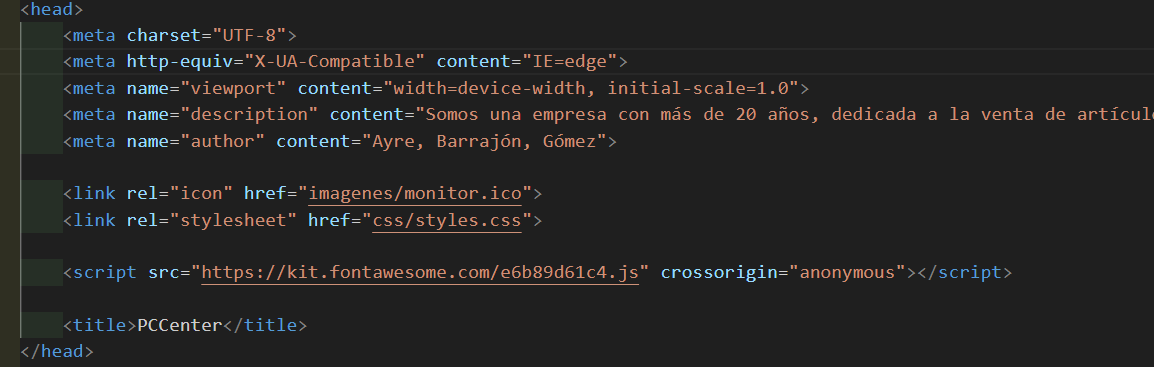 <head>
<meta charset="UTF-8">
<meta http-equiv="X-UA-Compatible" content="IE=edge">
<meta name="viewport" content="width=device-width, initial-scale=1.0">
<meta name="description" content="Somos una empresa con más de 20 años, dedicada a la venta de artícul
<meta name="author" content="Ayre, Barrajón, Gómez">
<link rel="icon" href="imagenes/monitor.ico">
<link rel="stylesheet" href="css/styles.css">
<script src="https://kit.fontawesome.com/e6b89d61c4.js" crossorigin="anonymous"></script>
<title>PCCenter</title>
</head>